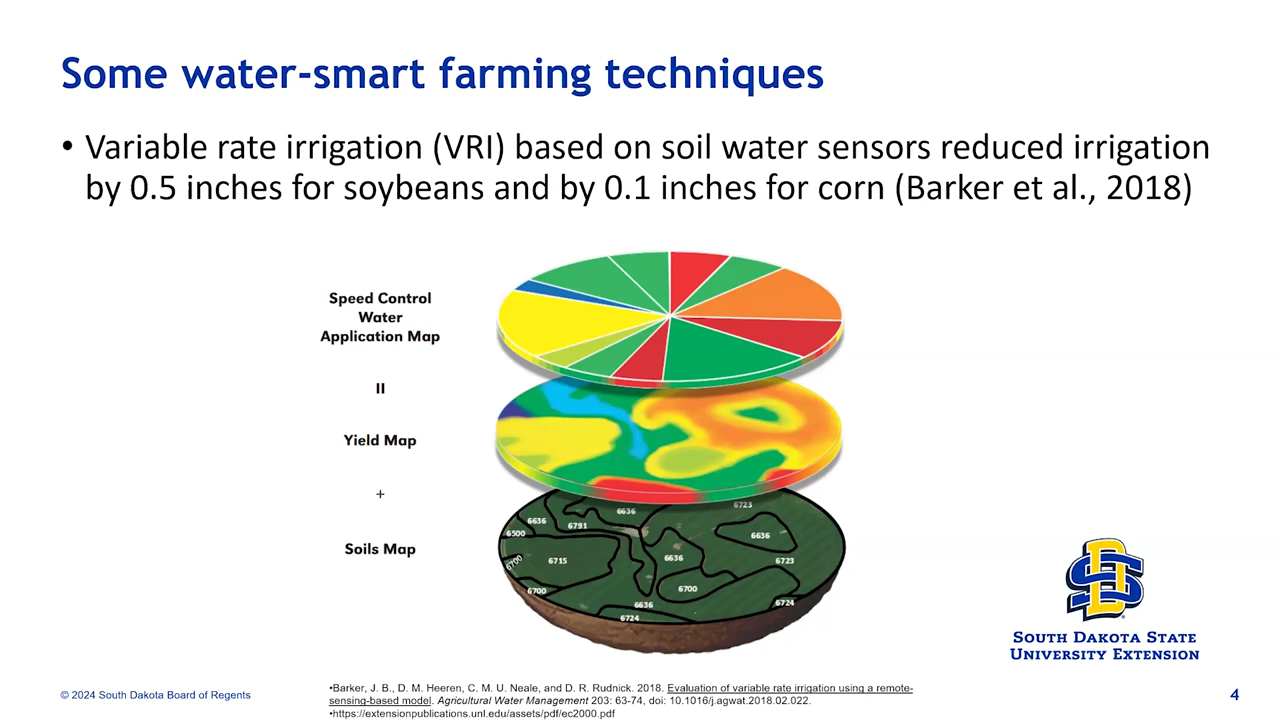 Some water-smart farming techniques
• Variable rate irrigation (VRI) based on soil water sensors reduced irrigation
by 0.5 inches for soybeans and by 0.1 inches for corn (Barker et al., 2018)
Speed Control
Water
Application Map
=
Yield Map
+
Soils Map
6723
6636
6636
6791
6500
6636
6636
6700
6715
6723
6700
6700
6636
6724
6724
SD
SOUTH DAKOTA STATE
UNIVERSITY EXTENSION
© 2024 South Dakota Board of Regents
•Barker, J. B., D. M. Heeren, C. M. U. Neale, and D. R. Rudnick. 2018. Evaluation of variable rate irrigation using a remote-
sensing-based model. Agricultural Water Management 203: 63-74, doi: 10.1016/j.agwat.2018.02.022.
•https://extensionpublications.unl.edu/assets/pdf/ec2000.pdf
4